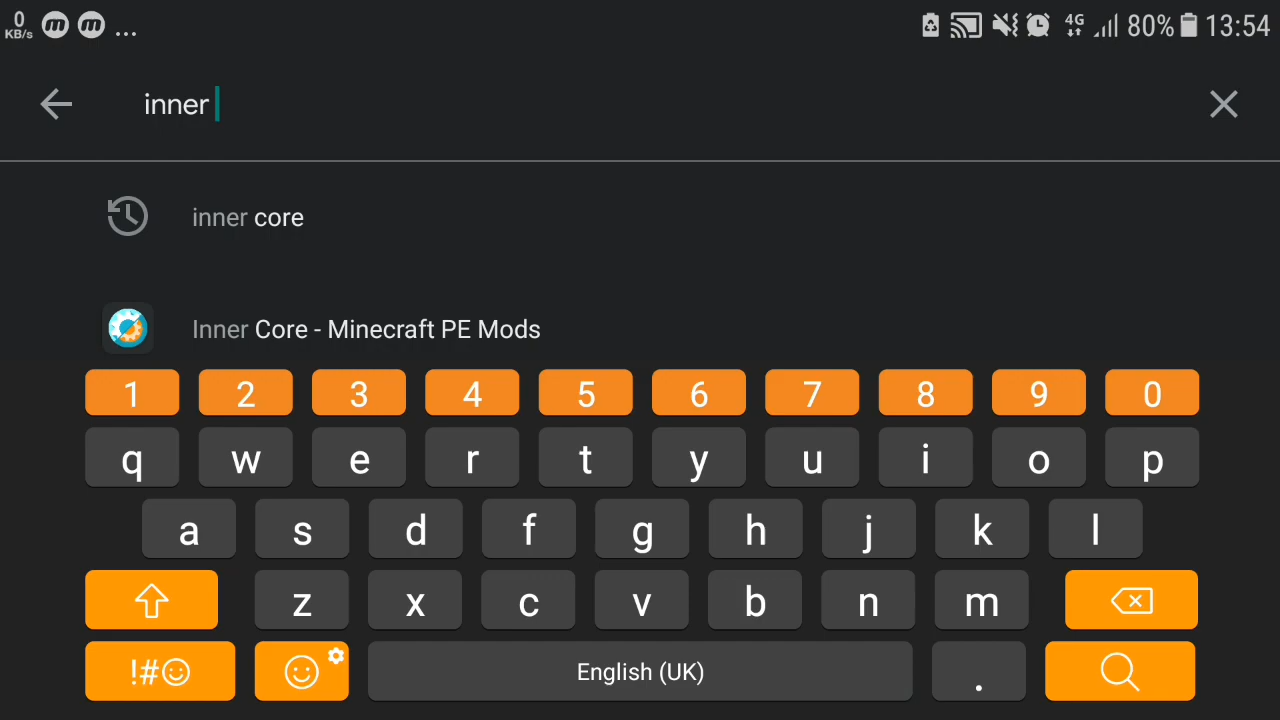 0
KB/s
m m ...
4G 80% 13:54
inner
inner core
Inner Core - Minecraft PE Mods
1 2 3 4 5 6 7 8 9 0
q w e r t y u i o p
a s d f g h j k l
z x c v b n m
!#☺ English (UK) .